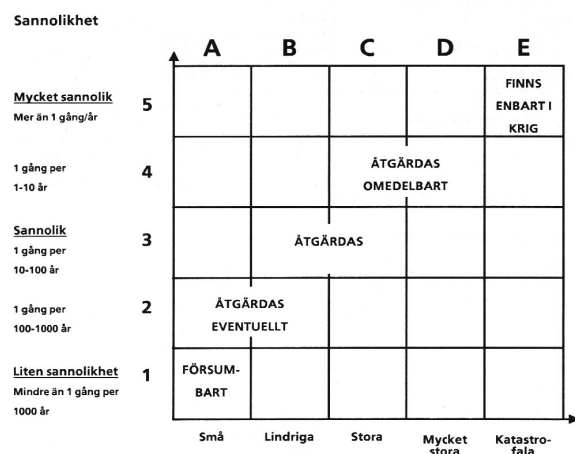 Sannolikhet
A B C D E
Mycket sannolik
Mer än 1 gång/år
5
FINNS
ENBART I
KRIG
1 gång per
1-10 år
4
ÅTGÄRDAS
OMEDELBART
Sannolik
1 gång per
10-100 år
3
ÅTGÄRDAS
1 gång per
100-1000 år
2
ÅTGÄRDAS
EVENTUELLT
Liten sannolikhet
Mindre än 1 gång per
1000 år
1
FÖRSUM-
BART
Små
Lindriga
Stora
Mycket
stora
Katastro-
fala